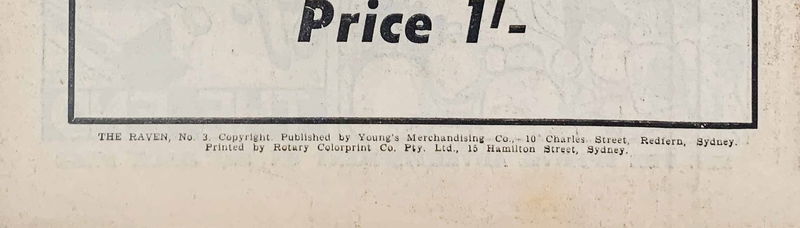 Price 1/-
THE RAVEN, No. 3. Copyright. Published by Young's Merchandising Co., 10 Charles Street, Redfern, Sydney.
Printed by Rotary Colorprint Co. Pty. Ltd., 15 Hamilton Street, Sydney.